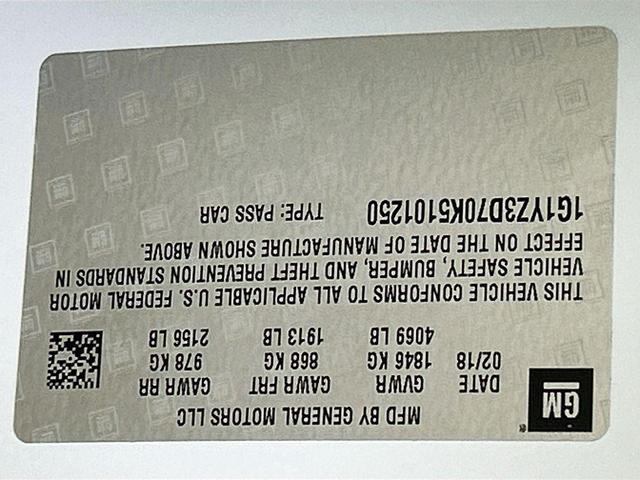 GM
MFD BY GENERAL MOTORS LLC
DATE GVWR GAWR FRT GAWR RR
02/18 1846 KG 868 KG 978 KG
4069 LB 1913 LB 2156 LB
THIS VEHICLE CONFORMS TO ALL APPLICABLE U.S. FEDERAL MOTOR
VEHICLE SAFETY, BUMPER, AND THEFT PREVENTION STANDARDS IN
EFFECT ON THE DATE OF MANUFACTURE SHOWN ABOVE.
1G1YZ3D70K5101250 TYPE: PASS CAR